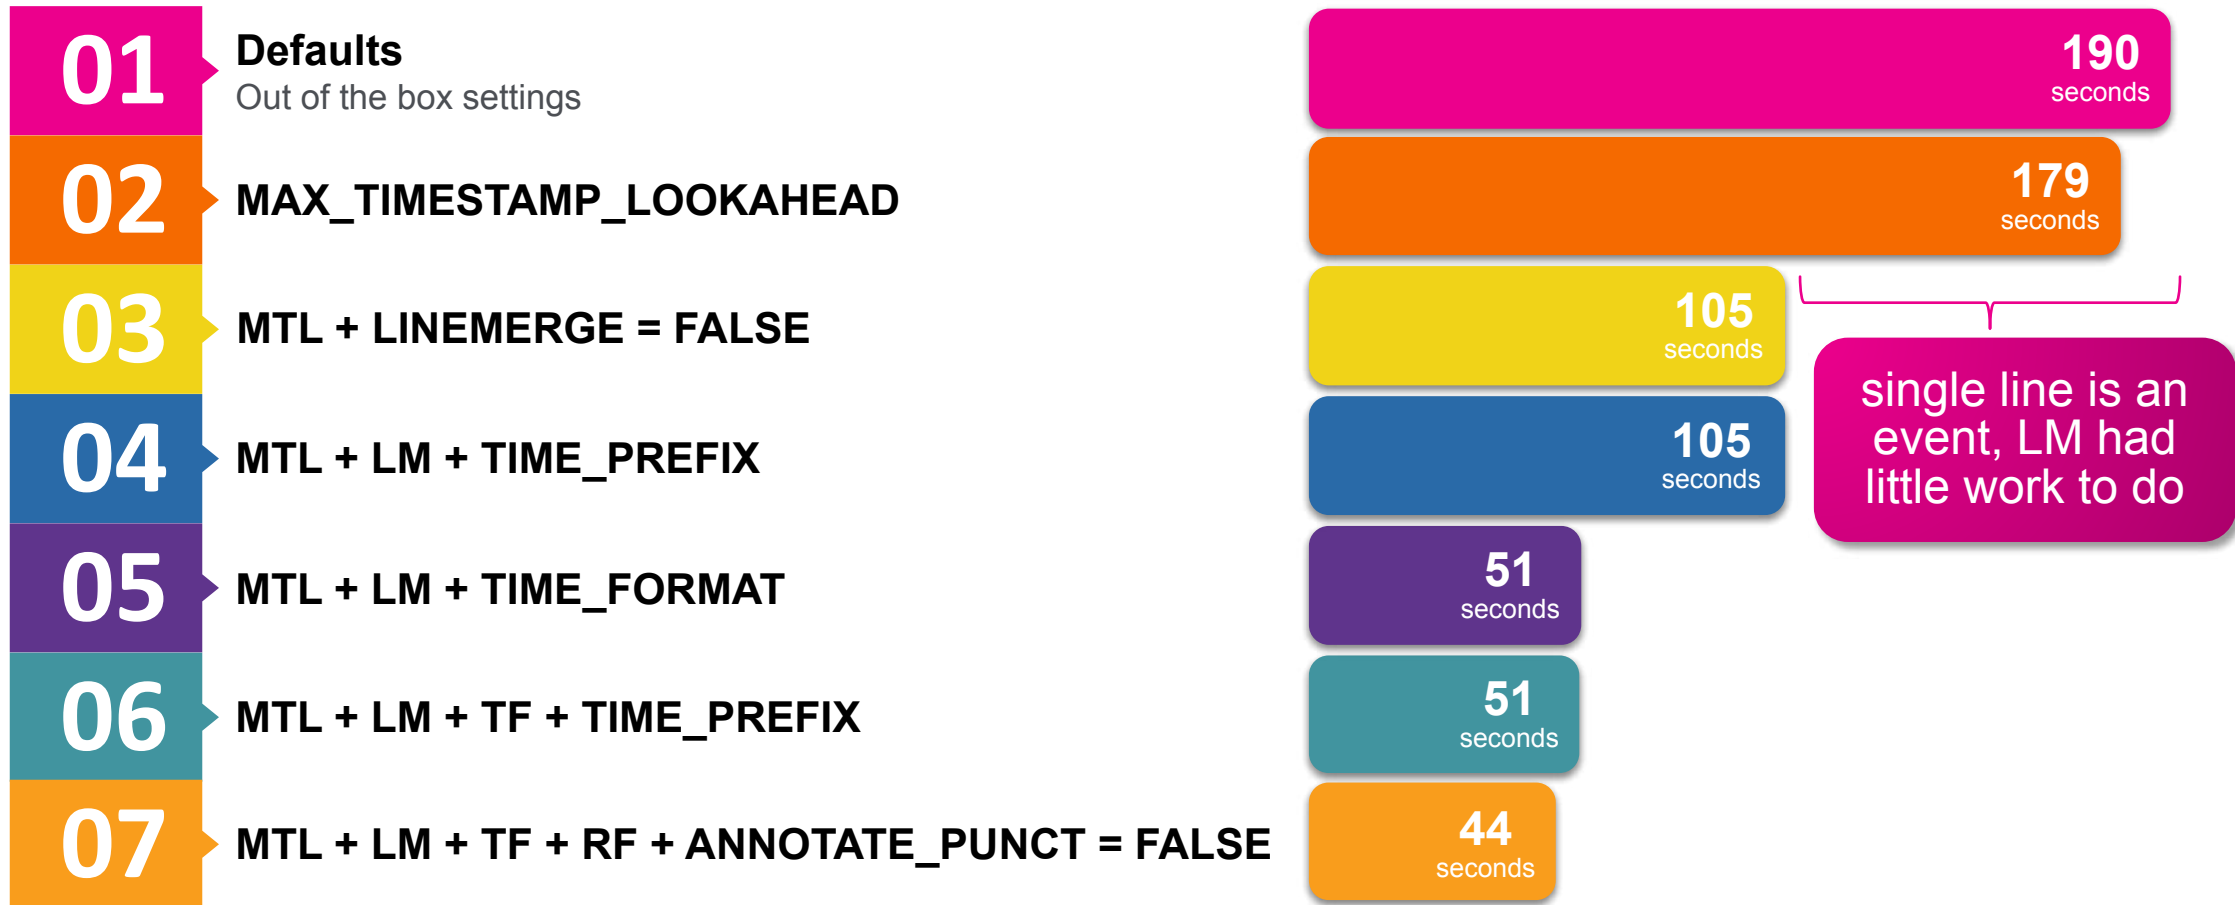 01
Defaults
Out of the box settings
190
seconds
02
MAX_TIMESTAMP_LOOKAHEAD
179
seconds
03
MTL + LINEMERGE = FALSE
105
seconds
single line is an
event, LM had
little work to do
04
MTL + LM + TIME_PREFIX
105
seconds
05
MTL + LM + TIME_FORMAT
51
seconds
06
MTL + LM + TF + TIME_PREFIX
51
seconds
07
MTL + LM + TF + RF + ANNOTATE_PUNCT = FALSE
44
seconds